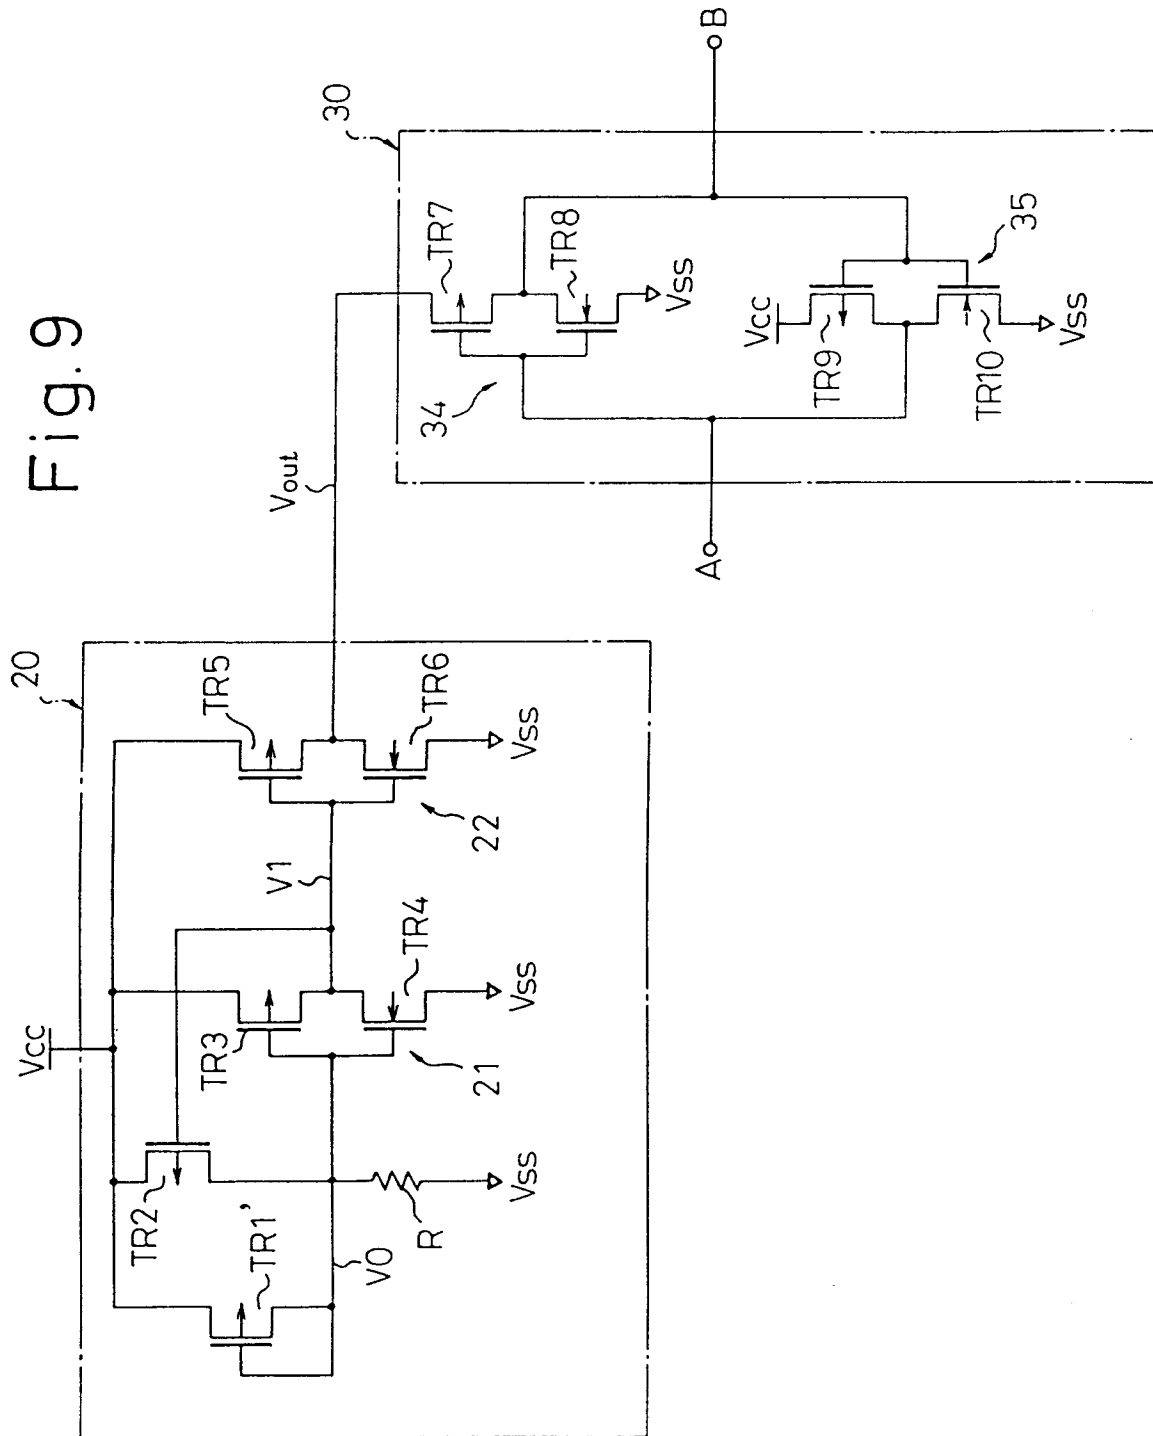 Fig. 9
20
Vcc
TR1'
TR2
TR3
TR4
TR5
TR6
V0
R
V1
21
22
Vss
Vss
Vss
Vout
30
TR7
TR8
34
Vss
A
B
Vcc
TR9
TR10
35
Vss